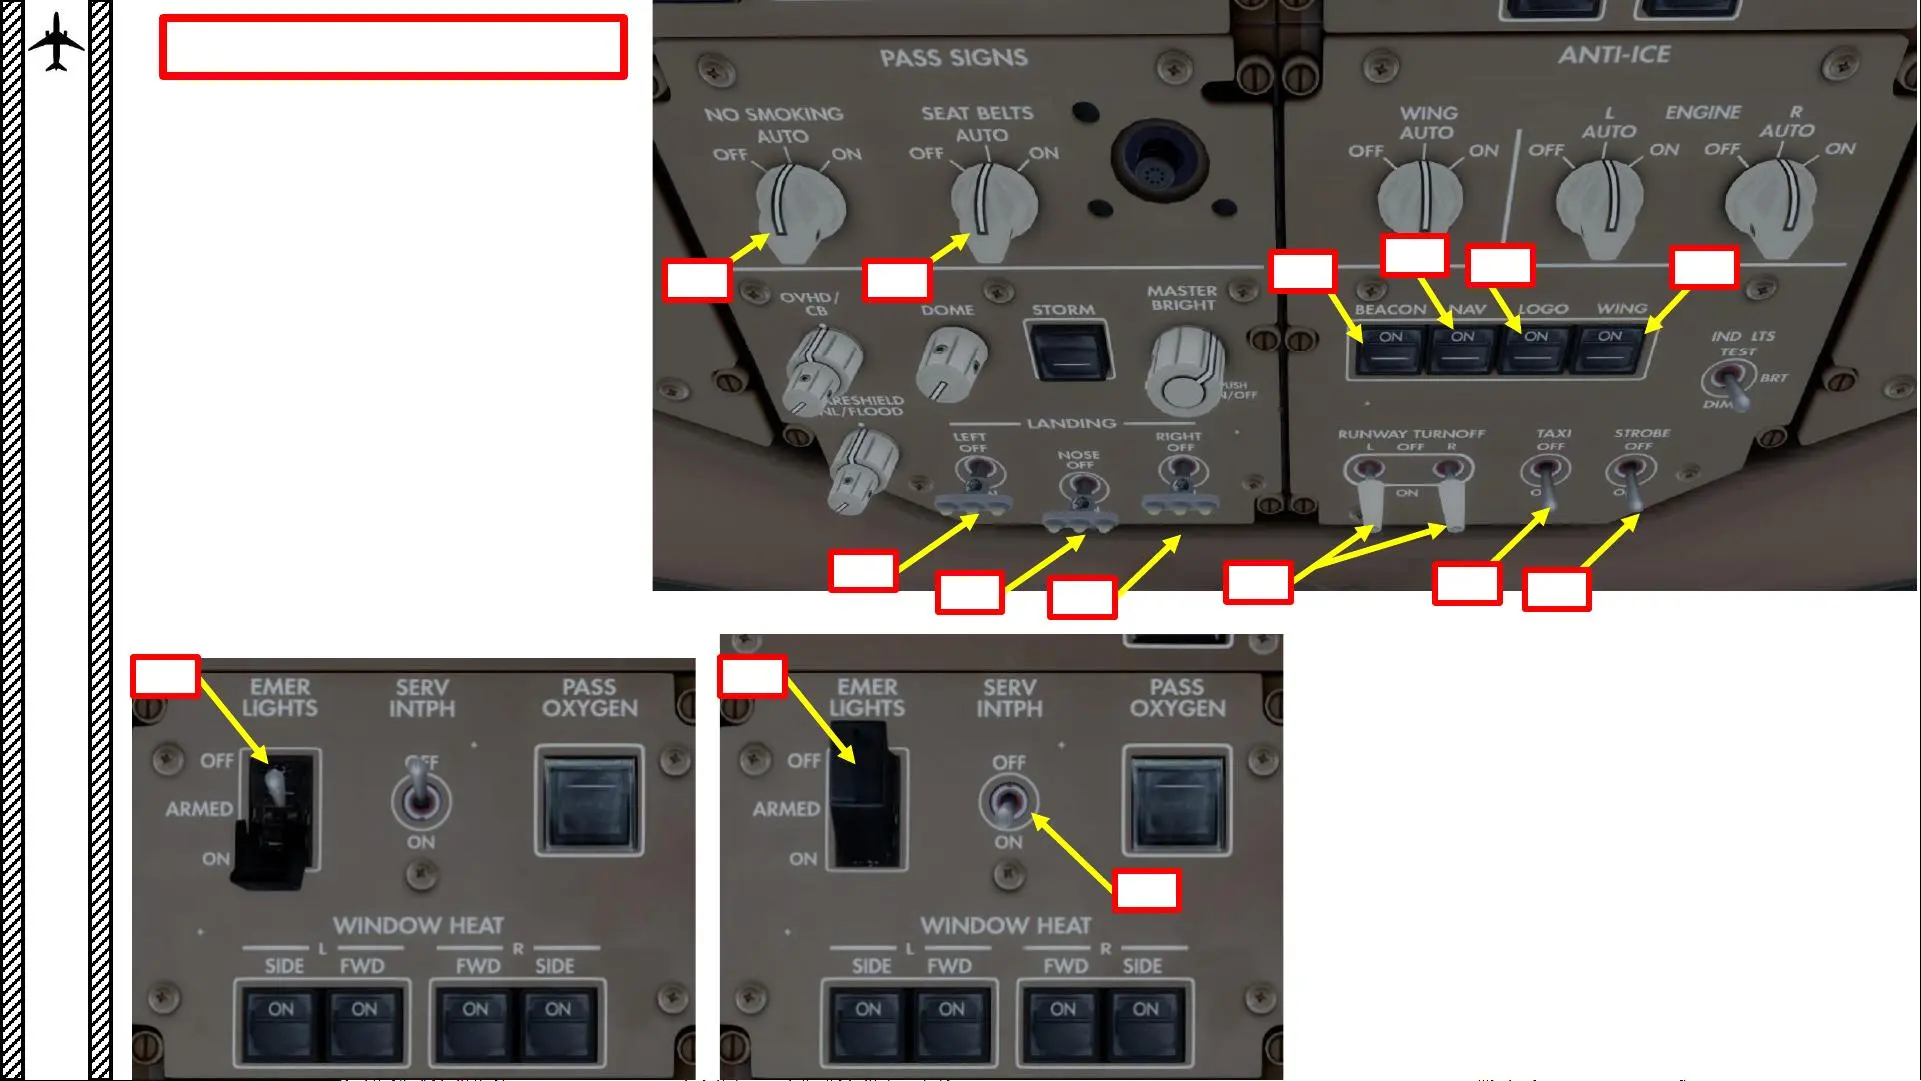 PASS SIGNS
NO SMOKING
AUTO
OFF
ON
SEAT BELTS
AUTO
OFF
ON
ANTI-ICE
WING
AUTO
OFF
ON
L
ENGINE
R
AUTO
OFF
ON
AUTO
OFF
ON
OVHD/
CB
DOME
STORM
MASTER
BRIGHT
BEACON
NAV
LOGO
WING
ON
ON
ON
ON
IND LTS
TEST
BRT
DIM
NL/FLOOD
LANDING
LEFT
OFF
NOSE
OFF
RIGHT
OFF
RUNWAY TURNOFF
L
OFF
R
ON
TAXI
OFF
STROBE
OFF
EMER
LIGHTS
SERV
INTPH
PASS
OXYGEN
OFF
OFF
ARMED
ON
ON
WINDOW HEAT
L
R
SIDE
FWD
FWD
SIDE
ON
ON
ON
ON
EMER
LIGHTS
SERV
INTPH
PASS
OXYGEN
OFF
OFF
ARMED
ON
ON
WINDOW HEAT
L
R
SIDE
FWD
FWD
SIDE
ON
ON
ON
ON